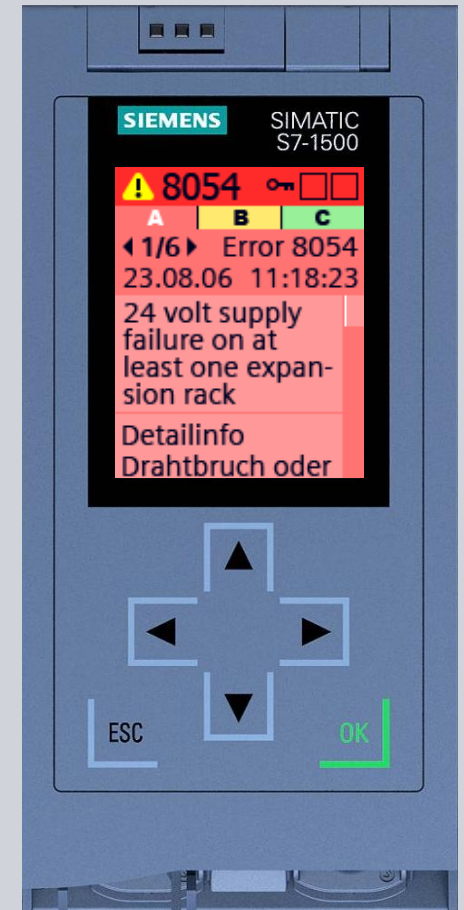 SIEMENS
SIMATIC
S7-1500
8054
A B C
1/6 Error 8054
23.08.06 11:18:23
24 volt supply
failure on at
least one expan-
sion rack
Detailinfo
Drahtbruch oder
ESC
OK